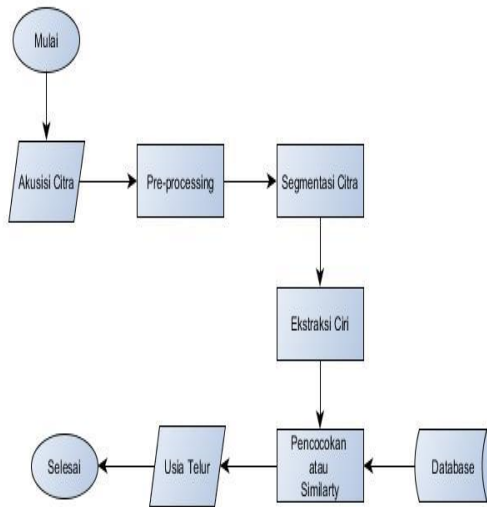 Mulai
Akusisi Citra
Pre-processing
Segmentasi Citra
Ekstraksi Ciri
Pencocokan
atau
Similarty
Database
Usia Telur
Selesai